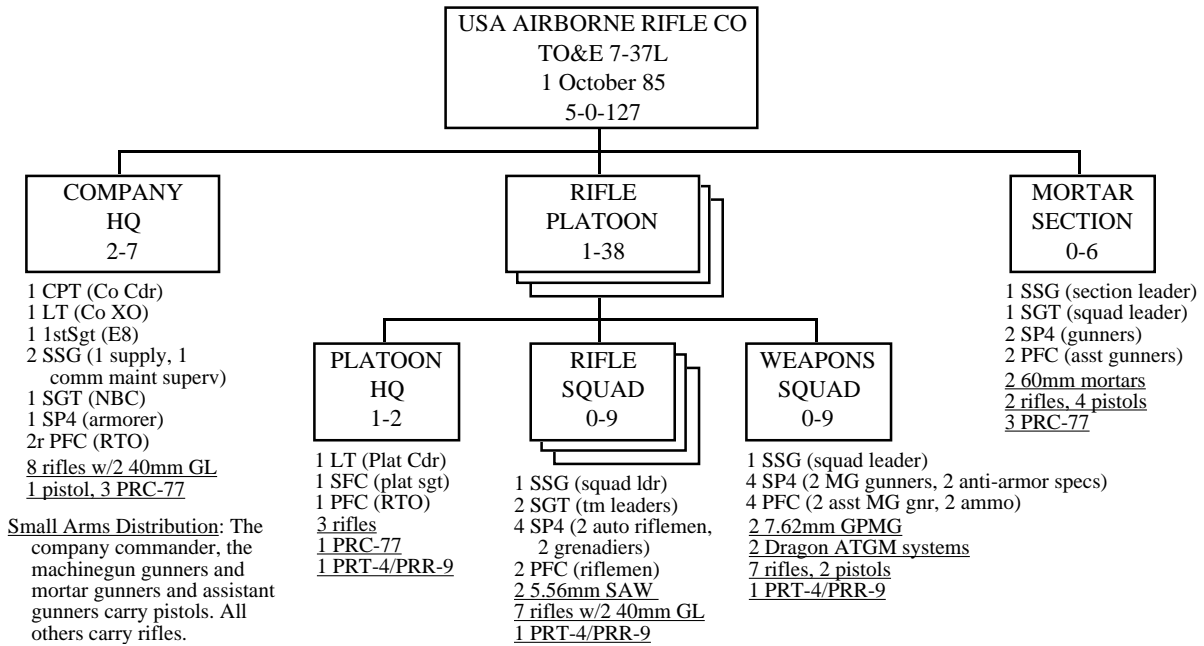 USA AIRBORNE RIFLE CO
TO&E 7-37L
1 October 85
5-0-127
COMPANY
HQ
2-7
1 CPT (Co Cdr)
1 LT (Co XO)
1 1stSgt (E8)
2 SSG (1 supply, 1
comm maint superv)
1 SGT (NBC)
1 SP4 (armorer)
2r PFC (RTO)
8 rifles w/2 40mm GL
1 pistol, 3 PRC-77
Small Arms Distribution: The
company commander, the
machinegun gunners and
mortar gunners and assistant
gunners carry pistols. All
others carry rifles.
RIFLE
PLATOON
1-38
PLATOON
HQ
1-2
1 LT (Plat Cdr)
1 SFC (plat sgt)
1 PFC (RTO)
3 rifles
1 PRC-77
1 PRT-4/PRR-9
RIFLE
SQUAD
0-9
1 SSG (squad ldr)
2 SGT (tm leaders)
4 SP4 (2 auto riflemen,
2 grenadiers)
2 PFC (riflemen)
2 5.56mm SAW
7 rifles w/2 40mm GL
1 PRT-4/PRR-9
WEAPONS
SQUAD
0-9
1 SSG (squad leader)
4 SP4 (2 MG gunners, 2 anti-armor specs)
4 PFC (2 asst MG gnr, 2 ammo)
2 7.62mm GPMG
2 Dragon ATGM systems
7 rifles, 2 pistols
1 PRT-4/PRR-9
MORTAR
SECTION
0-6
1 SSG (section leader)
1 SGT (squad leader)
2 SP4 (gunners)
2 PFC (asst gunners)
2 60mm mortars
2 rifles, 4 pistols
3 PRC-77